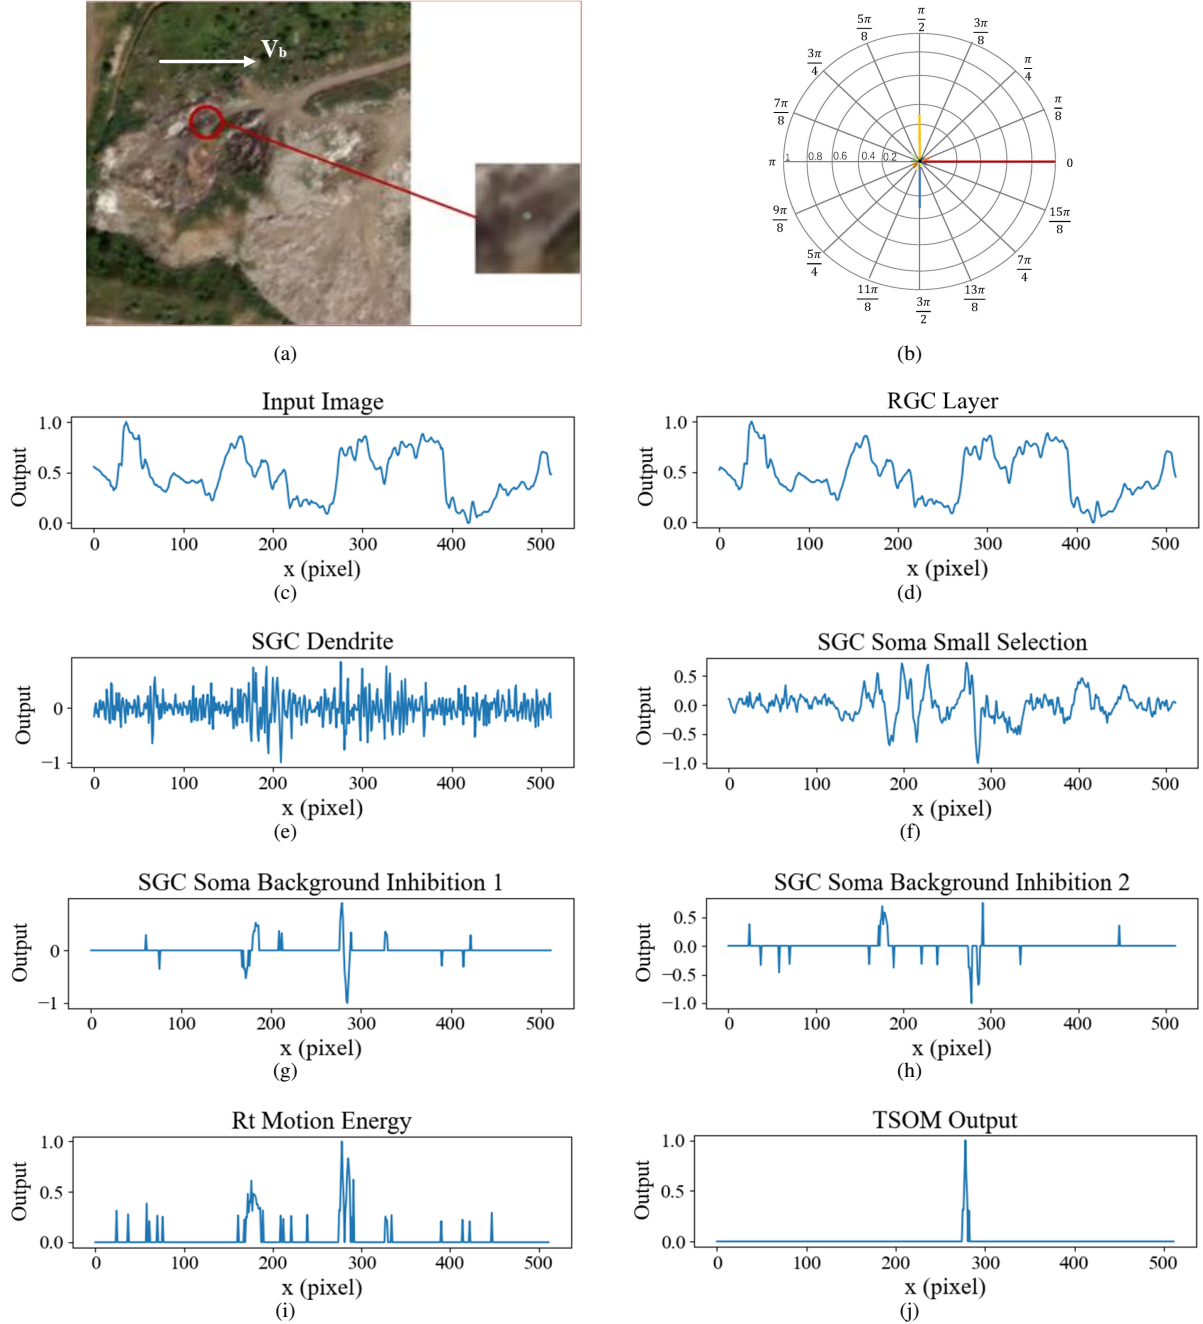 V_b
π/2
5π/8
3π/8
3π/4
π/4
7π/8
π/8
π 1 0.8 0.6 0.4 0.2 0
9π/8
15π/8
5π/4
7π/4
11π/8
13π/8
3π/2
(a)
(b)
Input Image
Output
1.0
0.5
0.0
0 100 200 300 400 500
x (pixel)
(c)
RGC Layer
Output
1.0
0.5
0.0
0 100 200 300 400 500
x (pixel)
(d)
SGC Dendrite
Output
0
−1
0 100 200 300 400 500
x (pixel)
(e)
SGC Soma Small Selection
Output
0.5
0.0
−0.5
−1.0
0 100 200 300 400 500
x (pixel)
(f)
SGC Soma Background Inhibition 1
Output
0
−1
0 100 200 300 400 500
x (pixel)
(g)
SGC Soma Background Inhibition 2
Output
0.5
0.0
−0.5
−1.0
0 100 200 300 400 500
x (pixel)
(h)
Rt Motion Energy
Output
1.0
0.5
0.0
0 100 200 300 400 500
x (pixel)
(i)
TSOM Output
Output
1.0
0.5
0.0
0 100 200 300 400 500
x (pixel)
(j)